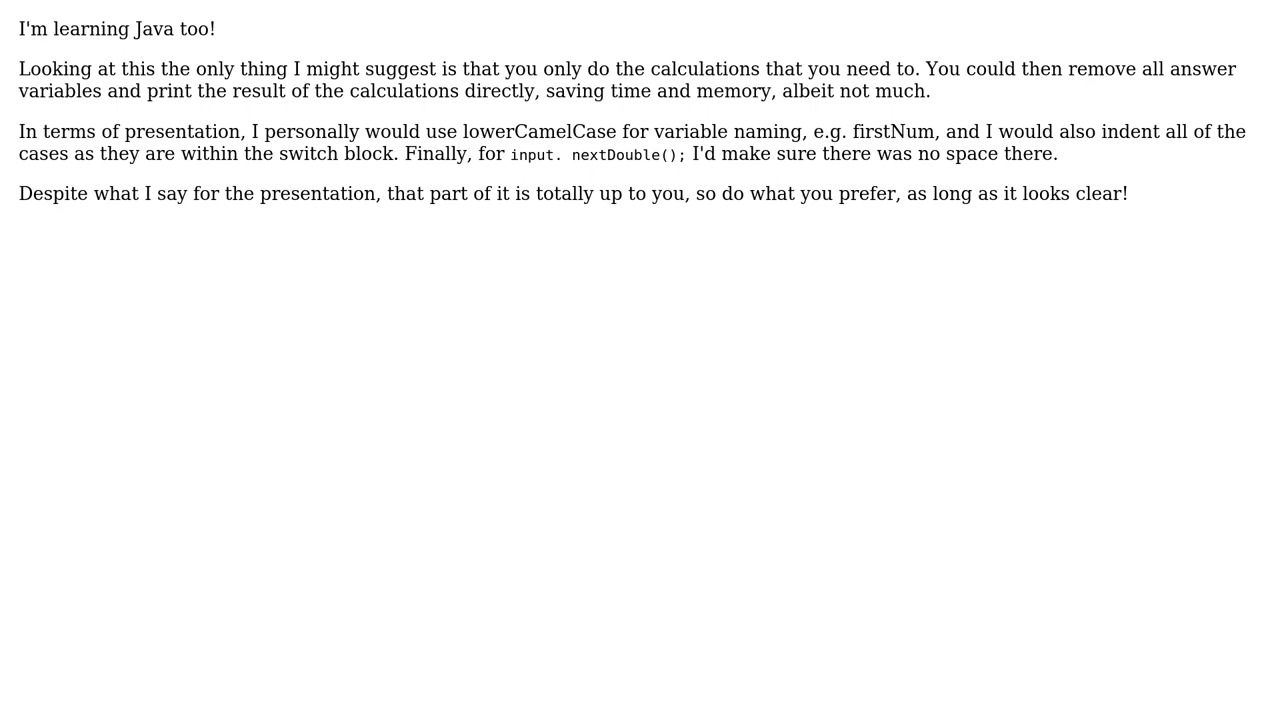 I'm learning Java too!
Looking at this the only thing I might suggest is that you only do the calculations that you need to. You could then remove all answer
variables and print the result of the calculations directly, saving time and memory, albeit not much.
In terms of presentation, I personally would use lowerCamelCase for variable naming, e.g. firstNum, and I would also indent all of the
cases as they are within the switch block. Finally, for input. nextDouble(); I'd make sure there was no space there.
Despite what I say for the presentation, that part of it is totally up to you, so do what you prefer, as long as it looks clear!